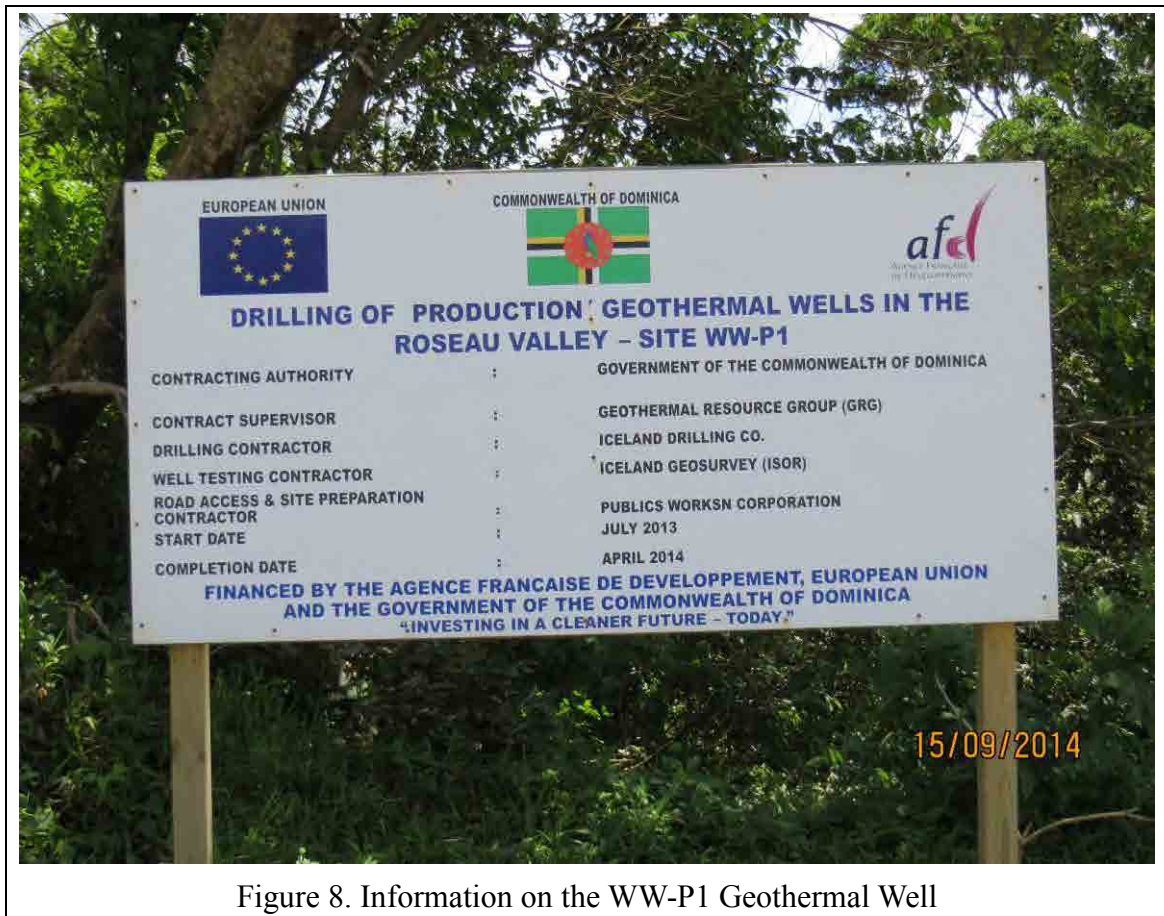 EUROPEAN UNION
COMMONWEALTH OF DOMINICA
afd
AGENCE FRANÇAISE
DE DÉVELOPPEMENT
DRILLING OF PRODUCTION GEOTHERMAL WELLS IN THE
ROSEAU VALLEY – SITE WW-P1
CONTRACTING AUTHORITY : GOVERNMENT OF THE COMMONWEALTH OF DOMINICA
CONTRACT SUPERVISOR : GEOTHERMAL RESOURCE GROUP (GRG)
DRILLING CONTRACTOR : ICELAND DRILLING CO.
WELL TESTING CONTRACTOR : ICELAND GEOSURVEY (ISOR)
ROAD ACCESS & SITE PREPARATION
CONTRACTOR : PUBLICS WORKSN CORPORATION
START DATE : JULY 2013
COMPLETION DATE : APRIL 2014
FINANCED BY THE AGENCE FRANCAISE DE DEVELOPPEMENT, EUROPEAN UNION
AND THE GOVERNMENT OF THE COMMONWEALTH OF DOMINICA
“INVESTING IN A CLEANER FUTURE – TODAY.”
15/09/2014
Figure 8. Information on the WW-P1 Geothermal Well